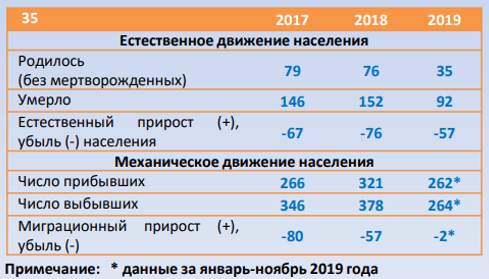 35 2017 2018 2019
Естественное движение населения
Родилось
(без мертворожденных) 79 76 35
Умерло 146 152 92
Естественный прирост (+),
убыль (-) населения -67 -76 -57
Механическое движение населения
Число прибывших 266 321 262*
Число выбывших 346 378 264*
Миграционный прирост (+),
убыль (-) -80 -57 -2*
Примечание: * данные за январь-ноябрь 2019 года